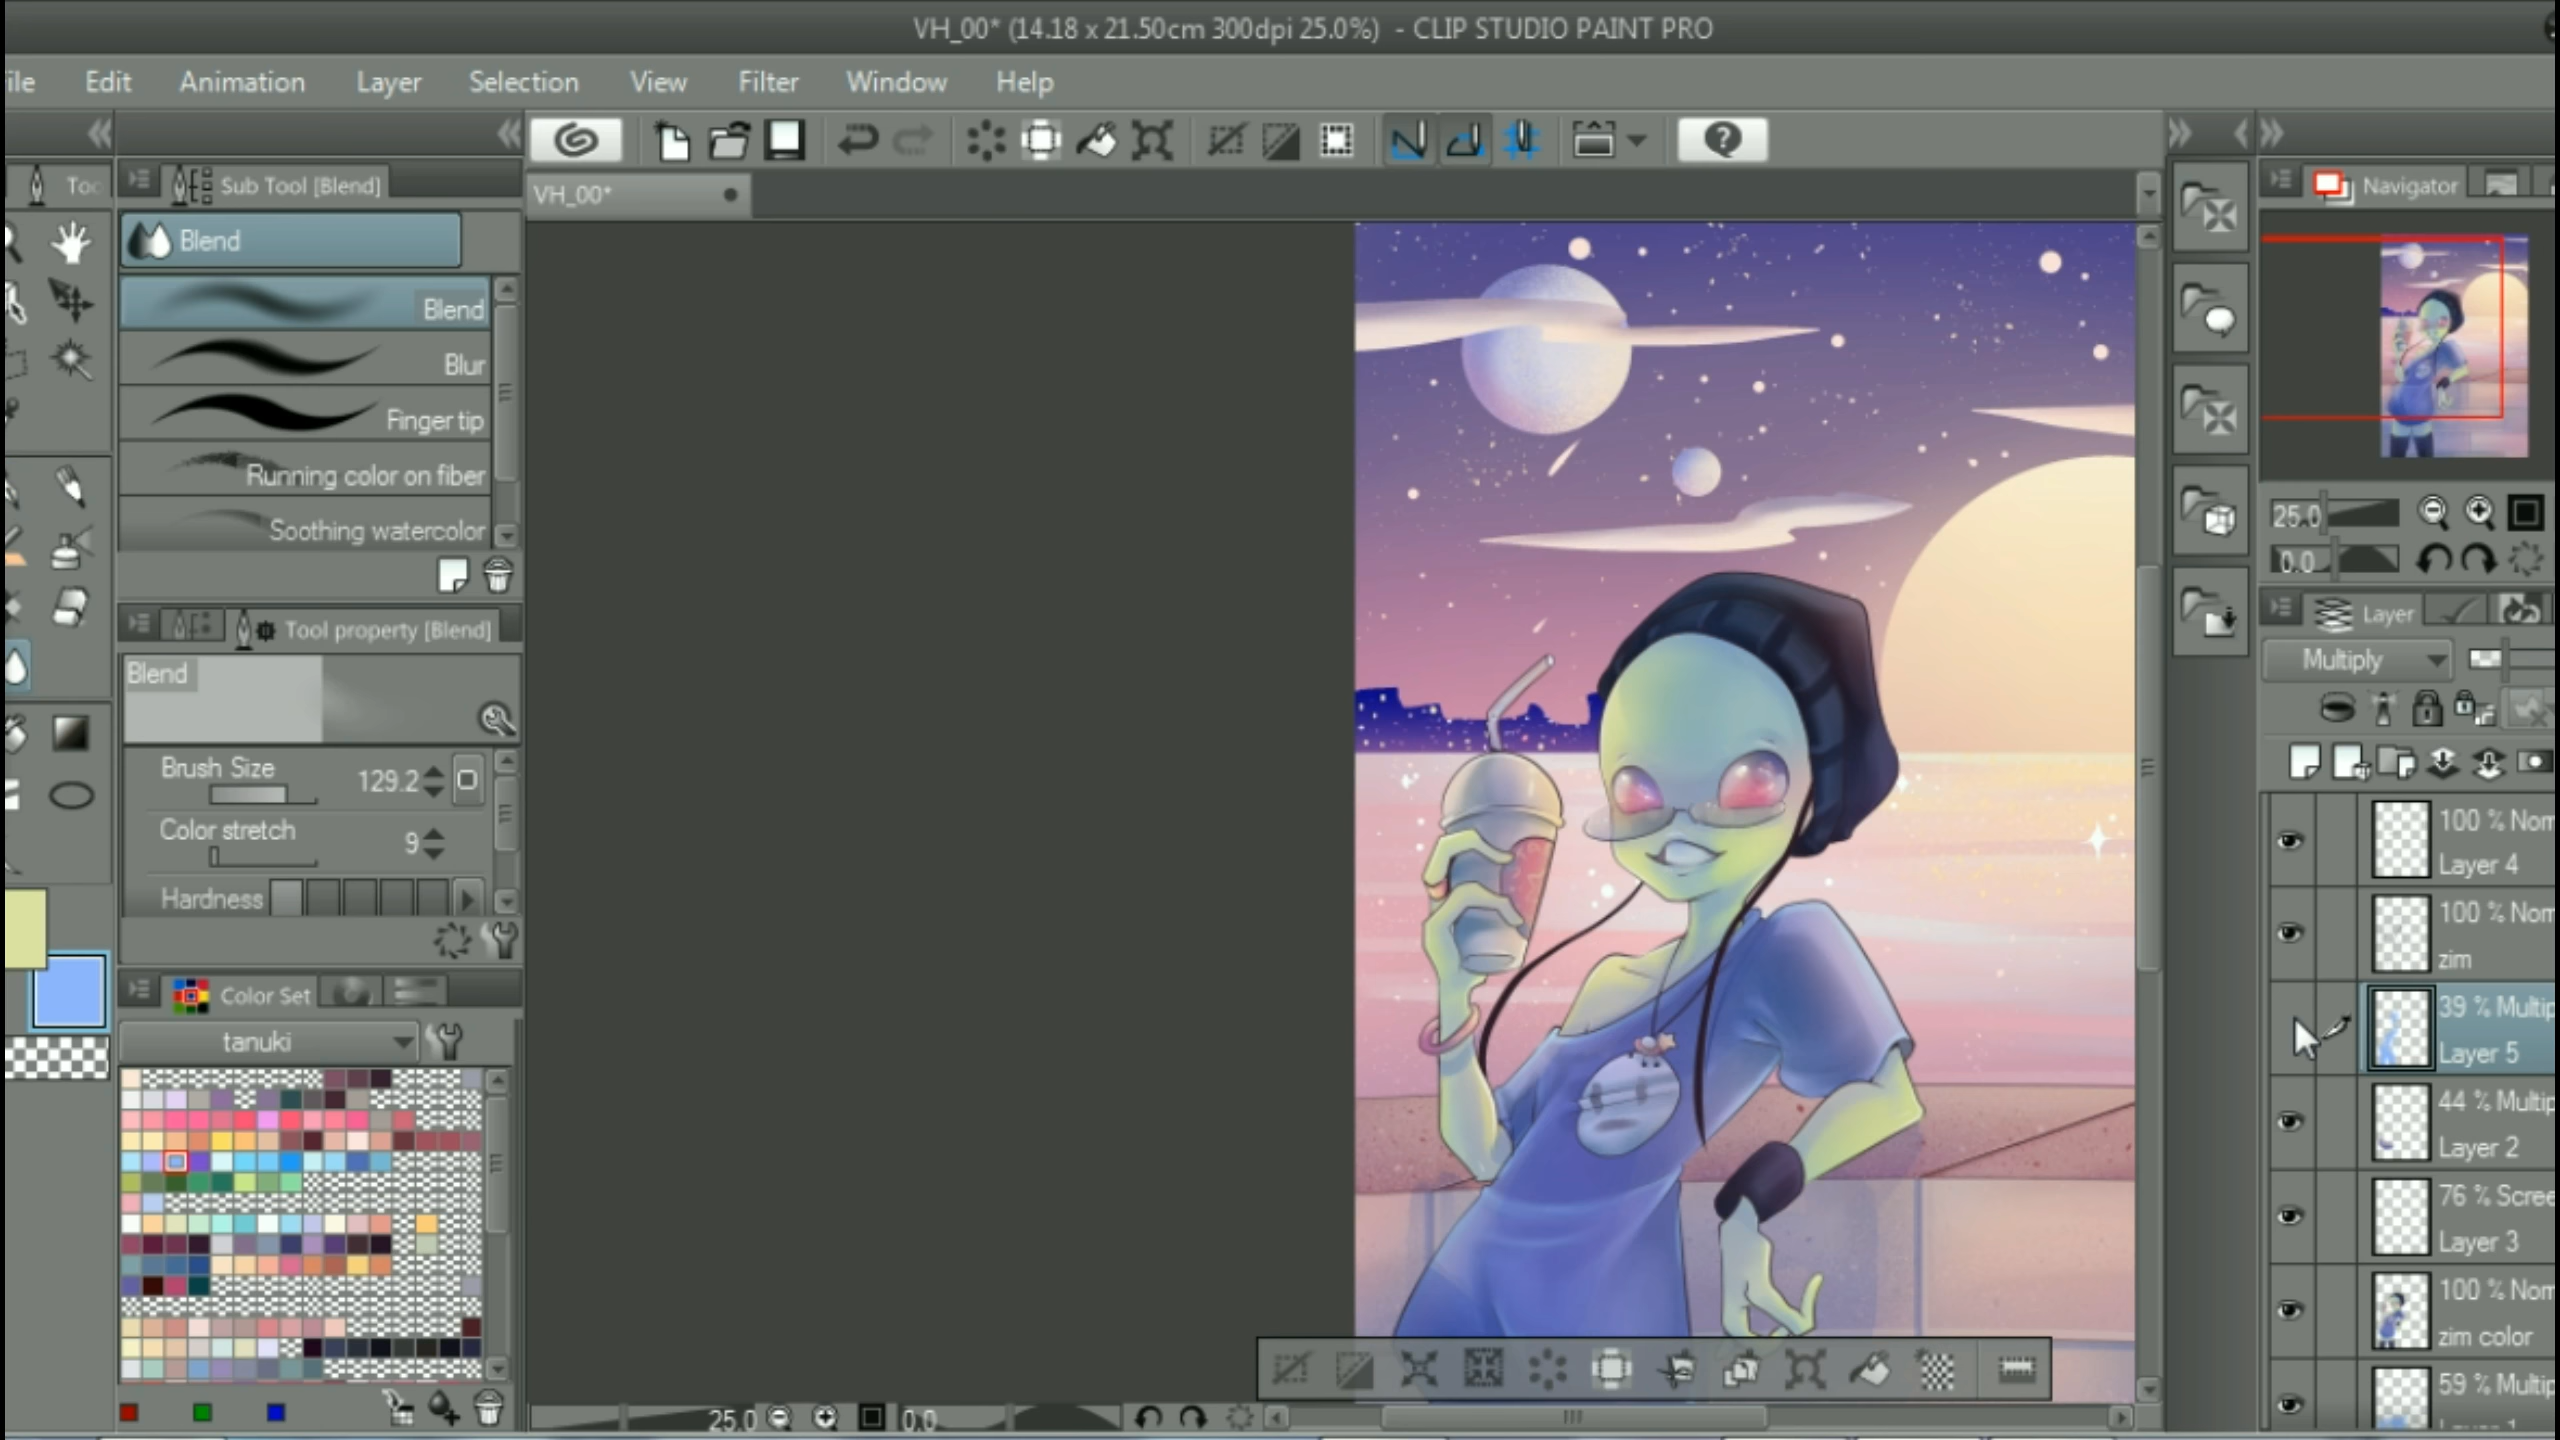 VH_00* (14.18 x 21.50cm 300dpi 25.0%) - CLIP STUDIO PAINT PRO
ile Edit Animation Layer Selection View Filter Window Help
Too
Sub Tool [Blend]
VH_00*
Navigator
Blend
Blend
Blur
Finger tip
Running color on fiber
Soothing watercolor
25.0
0.0
Tool property [Blend]
Layer
Blend
Multiply
Brush Size 129.2
Color stretch 9
Hardness
100 % Nom
Layer 4
100 % Nom
zim
Color Set
tanuki
39 % Multip
Layer 5
44 % Multip
Layer 2
76 % Scree
Layer 3
100 % Nom
zim color
59 % Multip
25.0 0.0